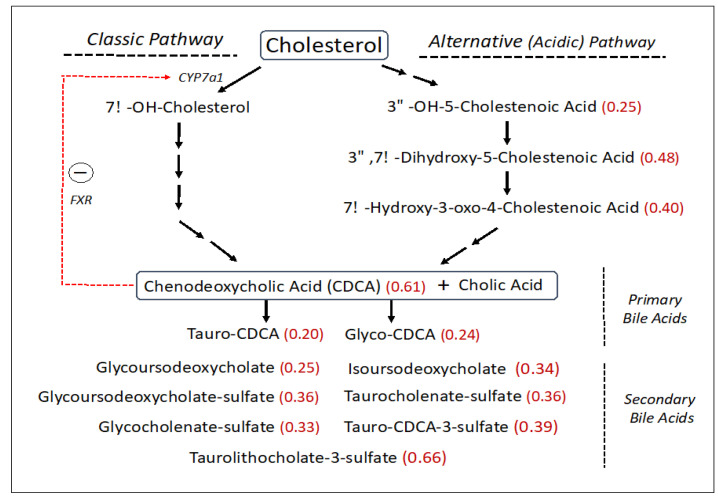 Classic Pathway
Cholesterol
Alternative (Acidic) Pathway
CYP7a1
7! -OH-Cholesterol
3" -OH-5-Cholestenoic Acid (0.25)
3" ,7! -Dihydroxy-5-Cholestenoic Acid (0.48)
FXR
7! -Hydroxy-3-oxo-4-Cholestenoic Acid (0.40)
Chenodeoxycholic Acid (CDCA) (0.61) + Cholic Acid
Primary
Bile Acids
Tauro-CDCA (0.20) Glyco-CDCA (0.24)
Glycoursodeoxycholate (0.25) Isoursodeoxycholate (0.34)
Glycoursodeoxycholate-sulfate (0.36) Taurocholenate-sulfate (0.36)
Glycocholenate-sulfate (0.33) Tauro-CDCA-3-sulfate (0.39)
Taurolithocholate-3-sulfate (0.66)
Secondary
Bile Acids